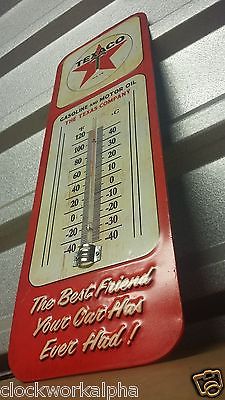 TEXACO
GASOLINE AND MOTOR OIL
THE TEXAS COMPANY
°F °C
120 40
100 30
80 20
60 10
40 0
20 -10
0 -20
-20 -30
-40 -40
The Best Friend
Your Car Has
Ever Had!
clockworkalpha